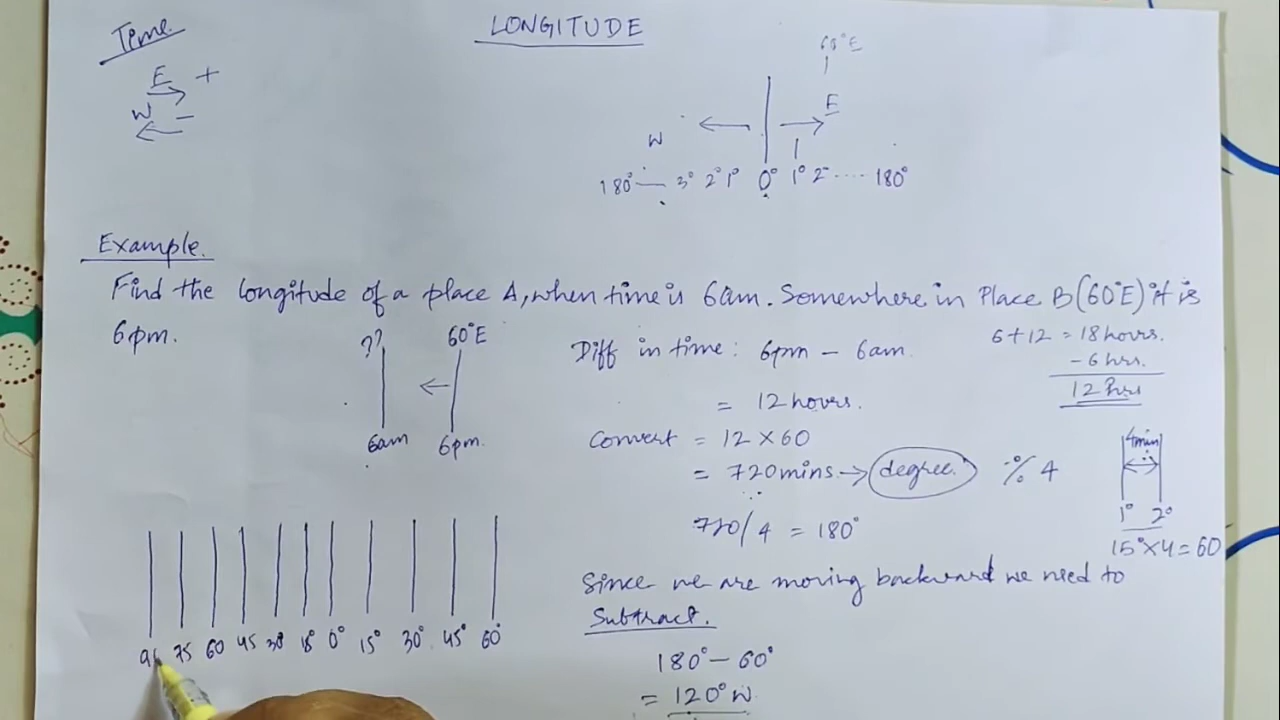 Time.
LONGITUDE
60°E
E +
W -
E
W
180° — 3° 2° 1° 0° 1° 2° .... 180°
Example.
Find the longitude of a place A, when time is 6am. Somewhere in Place B (60°E) it is
6pm.
?? 60°E
6am 6pm.
Diff in time: 6pm - 6am
= 12 hours.
6+12 = 18 hours.
- 6 hrs.
12 hrs
Convert = 12 X 60
= 720 mins → degree. ÷ 4
720/4 = 180°
4min
1° 2°
15° X 4 = 60
Since we are moving backward we need to
Subtract.
180° - 60°
= 120° W
75 60 45 30 15° 0° 15° 30° 45° 60°